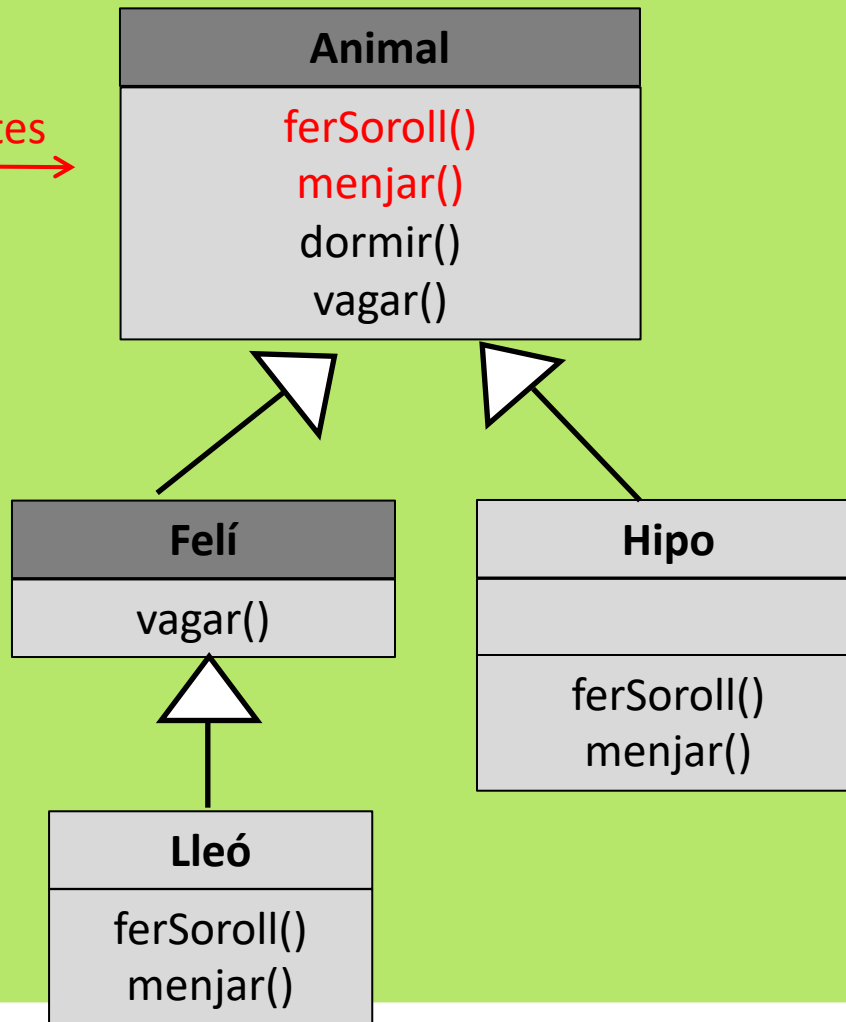 Animal
ferSoroll()
menjar()
dormir()
vagar()
Felí
vagar()
Hipo
ferSoroll()
menjar()
Lleó
ferSoroll()
menjar()